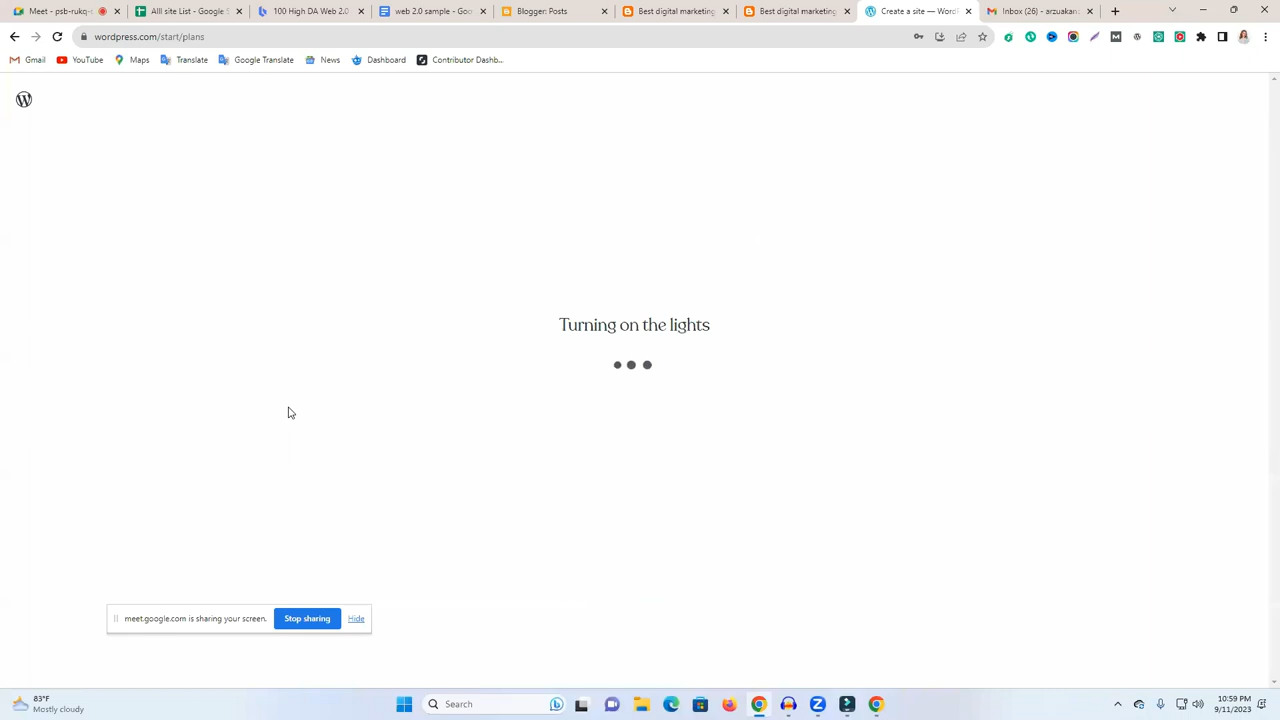 Meet - psb-rukq-s
Alll site List - Google S
100 High DA Web 2.0
web 2.0 sample - Goo
Blogger: Posts
Best digital marketing
Best digital marketing
Create a site — WordP
Inbox (26) - arzuakan
wordpress.com/start/plans
Gmail
YouTube
Maps
Translate
Google Translate
News
Dashboard
Contributor Dashb...
Turning on the lights
meet.google.com is sharing your screen.
Stop sharing
Hide
83°F
Mostly cloudy
Search
10:59 PM
9/11/2023